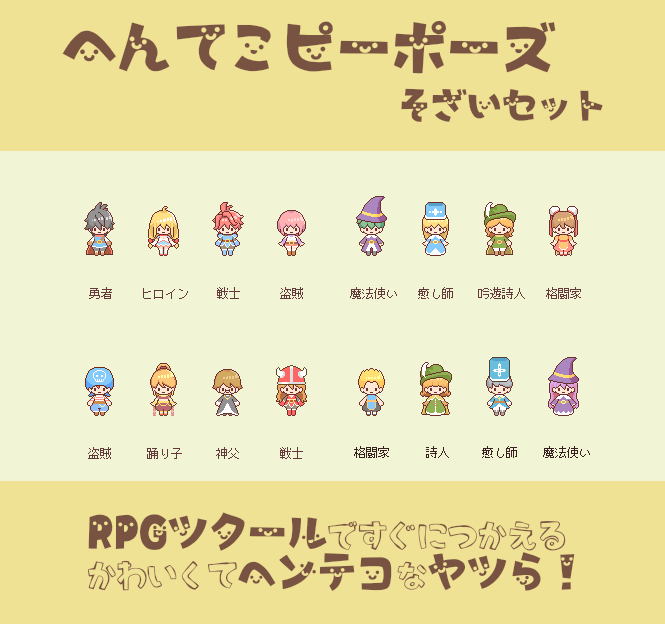 へんてこピーポーズ
そざいセット
勇者 ヒロイン 戦士 盗賊 魔法使い 癒し師 吟遊詩人 格闘家
盗賊 踊り子 神父 戦士 格闘家 詩人 癒し師 魔法使い
RPGツクールですぐにつかえる
かわいくてヘンテコなヤツら！